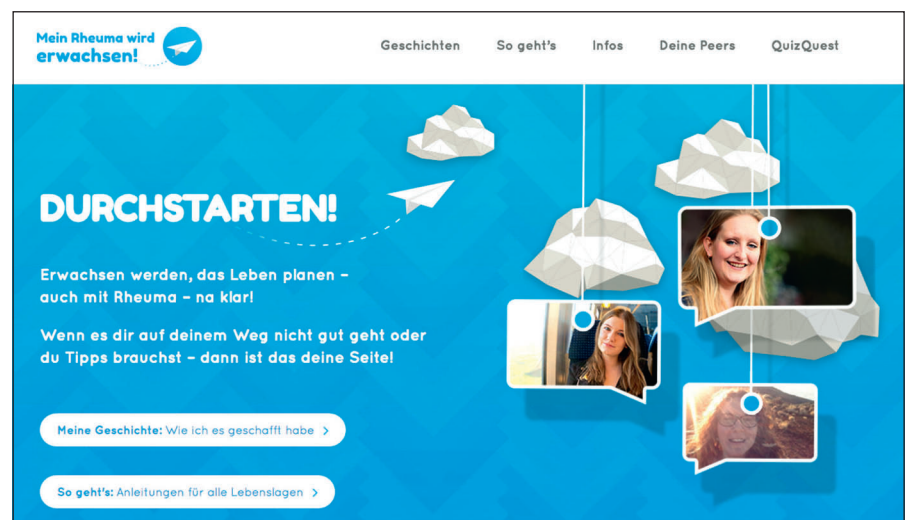 Mein Rheuma wird
erwachsen!
Geschichten So geht's Infos Deine Peers QuizQuest
DURCHSTARTEN!
Erwachsen werden, das Leben planen –
auch mit Rheuma – na klar!
Wenn es dir auf deinem Weg nicht gut geht oder
du Tipps brauchst – dann ist das deine Seite!
Meine Geschichte: Wie ich es geschafft habe >
So geht's: Anleitungen für alle Lebenslagen >